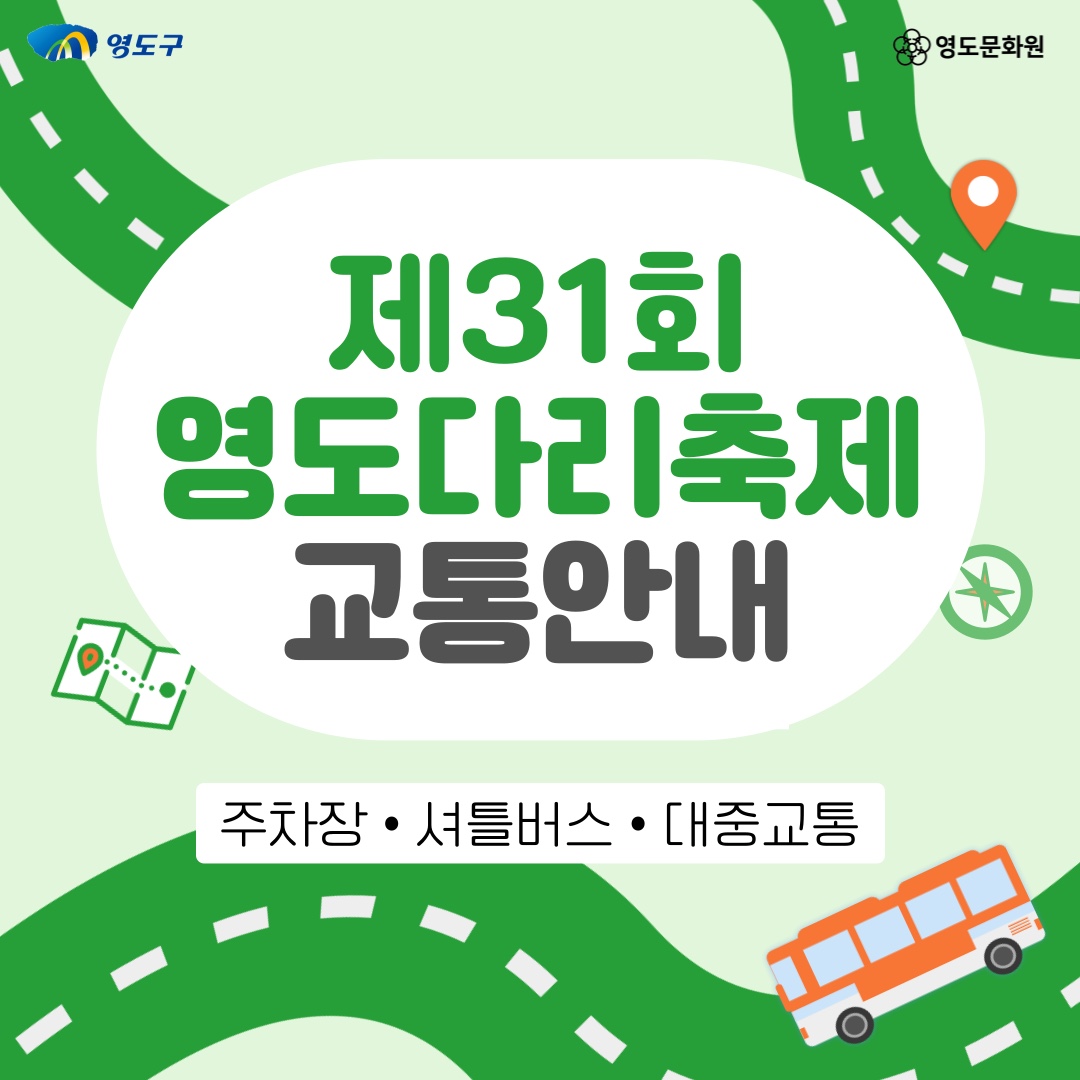 영도구
영도문화원
제31회
영도다리축제
교통안내
주차장 • 셔틀버스 • 대중교통